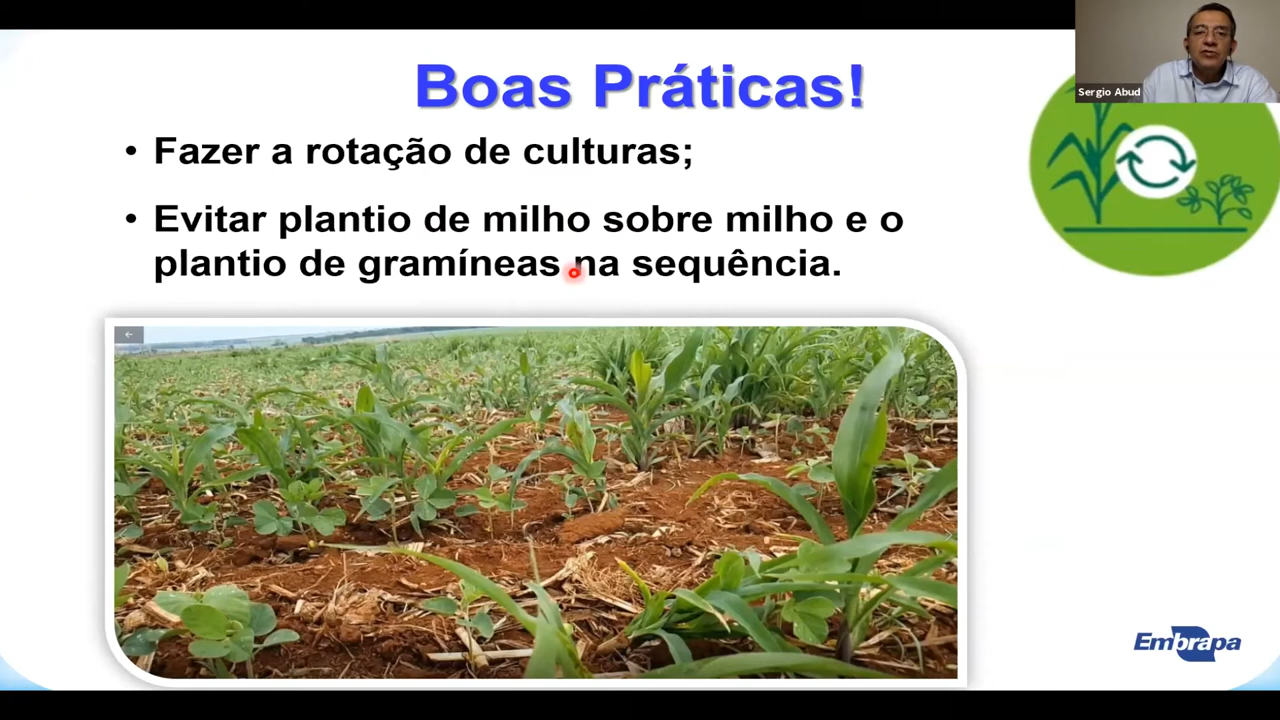 Boas Práticas!
Sergio Abud
• Fazer a rotação de culturas;
• Evitar plantio de milho sobre milho e o
plantio de gramíneas na sequência.
Embrapa